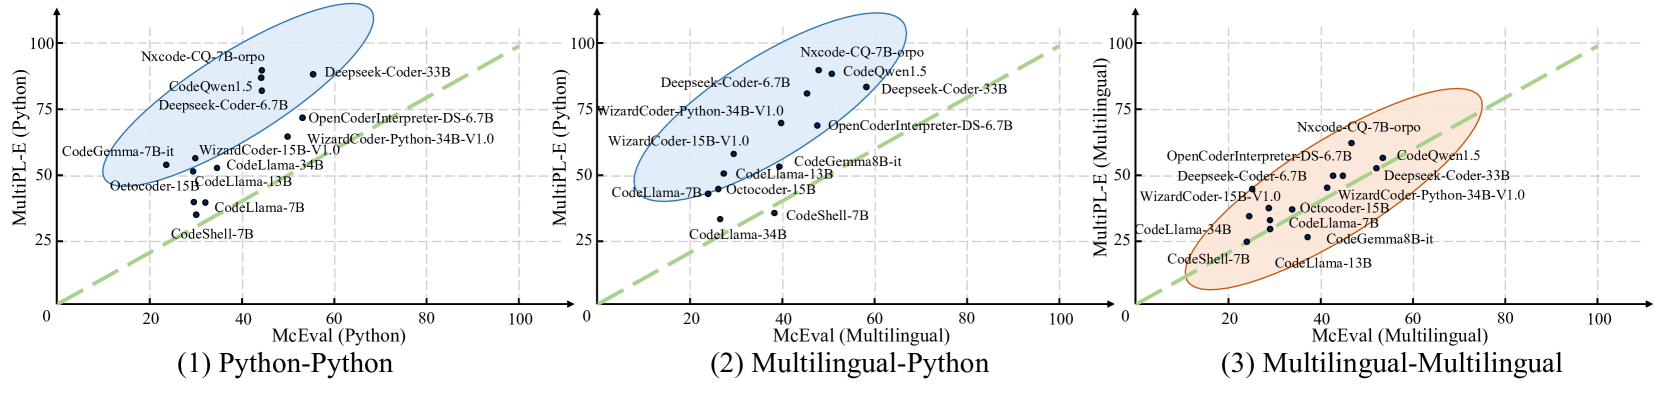 MultiPL-E (Python)
100
75
50
25
0
20
40
60
80
100
Nxcode-CQ-7B-orpo
CodeQwen1.5
Deepseek-Coder-33B
Deepseek-Coder-6.7B
OpenCoderInterpreter-DS-6.7B
WizardCoder-Python-34B-V1.0
CodeGemma-7B-it
WizardCoder-15B-V1.0
CodeLlama-34B
Octocoder-15B
CodeLlama-13B
CodeLlama-7B
CodeShell-7B
McEval (Python)
(1) Python-Python
MultiPL-E (Python)
100
75
50
25
0
20
40
60
80
100
Nxcode-CQ-7B-orpo
Deepseek-Coder-6.7B
CodeQwen1.5
Deepseek-Coder-33B
WizardCoder-Python-34B-V1.0
OpenCoderInterpreter-DS-6.7B
WizardCoder-15B-V1.0
CodeGemma8B-it
CodeLlama-13B
CodeLlama-7B
Octocoder-15B
CodeShell-7B
CodeLlama-34B
McEval (Multilingual)
(2) Multilingual-Python
MultiPL-E (Multilingual)
100
75
50
25
0
20
40
60
80
100
Nxcode-CQ-7B-orpo
OpenCoderInterpreter-DS-6.7B
CodeQwen1.5
Deepseek-Coder-6.7B
Deepseek-Coder-33B
WizardCoder-15B-V1.0
WizardCoder-Python-34B-V1.0
Octocoder-15B
CodeLlama-34B
CodeLlama-7B
CodeGemma8B-it
CodeShell-7B
CodeLlama-13B
McEval (Multilingual)
(3) Multilingual-Multilingual